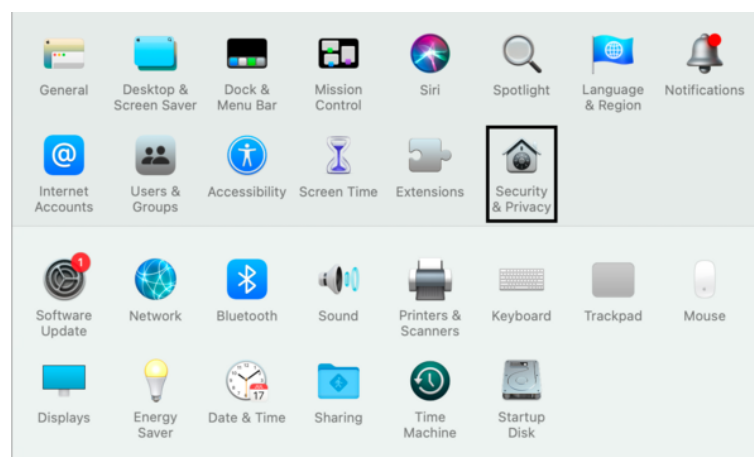 General
Desktop &
Screen Saver
Dock &
Menu Bar
Mission
Control
Siri
Spotlight
Language
& Region
Notifications
@
Internet
Accounts
Users &
Groups
Accessibility
Screen Time
Extensions
Security
& Privacy
1
Software
Update
Network
Bluetooth
Sound
Printers &
Scanners
Keyboard
Trackpad
Mouse
Displays
Energy
Saver
17
Date & Time
Sharing
Time
Machine
Startup
Disk